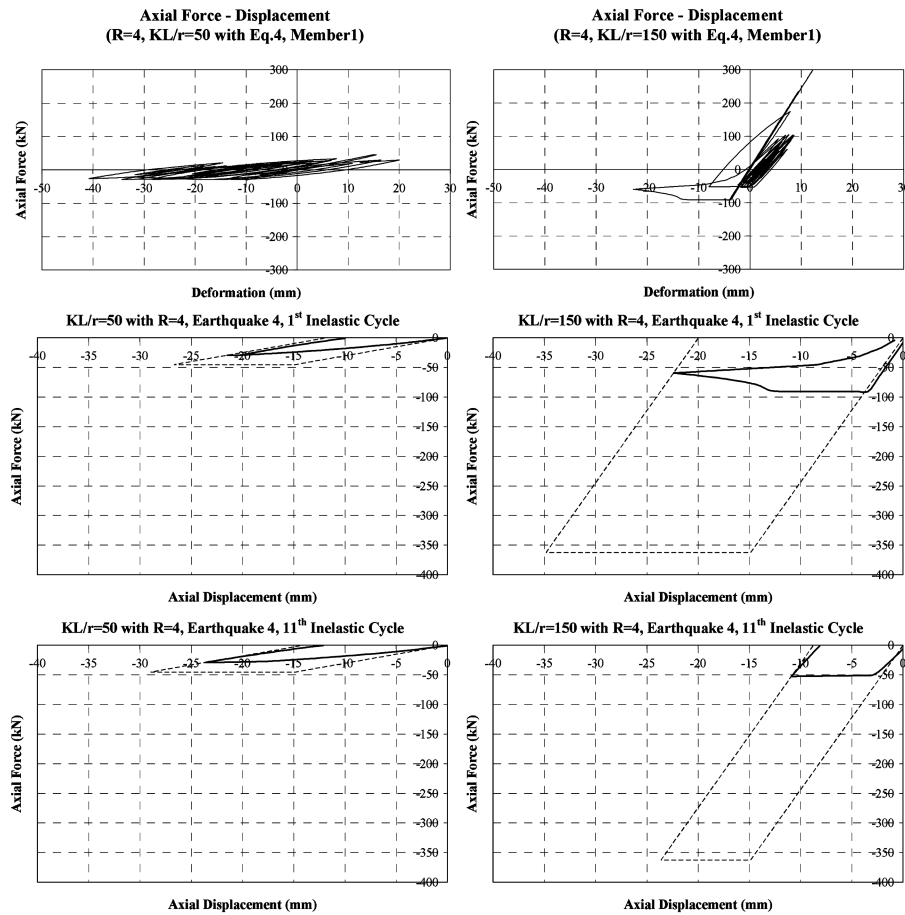 Axial Force - Displacement
(R=4, KL/r=50 with Eq.4, Member1)
300
200
100
0
-50 -40 -30 -20 -10 0 10 20 30
-100
-200
-300
Axial Force (kN)
Deformation (mm)
Axial Force - Displacement
(R=4, KL/r=150 with Eq.4, Member1)
300
200
100
0
-50 -40 -30 -20 -10 0 10 20 30
-100
-200
-300
Axial Force (kN)
Deformation (mm)
KL/r=50 with R=4, Earthquake 4, 1st Inelastic Cycle
-40 -35 -30 -25 -20 -15 -10 -5 0
0
-50
-100
-150
-200
-250
-300
-350
-400
Axial Force (kN)
Axial Displacement (mm)
KL/r=150 with R=4, Earthquake 4, 1st Inelastic Cycle
-40 -35 -30 -25 -20 -15 -10 -5 0
0
-50
-100
-150
-200
-250
-300
-350
-400
Axial Force (kN)
Axial Displacement (mm)
KL/r=50 with R=4, Earthquake 4, 11th Inelastic Cycle
-40 -35 -30 -25 -20 -15 -10 -5 0
0
-50
-100
-150
-200
-250
-300
-350
-400
Axial Force (kN)
Axial Displacement (mm)
KL/r=150 with R=4, Earthquake 4, 11th Inelastic Cycle
-40 -35 -30 -25 -20 -15 -10 -5 0
0
-50
-100
-150
-200
-250
-300
-350
-400
Axial Force (kN)
Axial Displacement (mm)